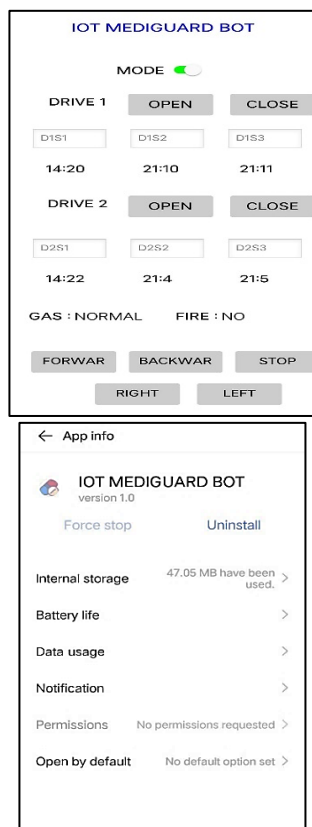 IOT MEDIGUARD BOT
MODE
DRIVE 1 OPEN CLOSE
D1S1 D1S2 D1S3
14:20 21:10 21:11
DRIVE 2 OPEN CLOSE
D2S1 D2S2 D2S3
14:22 21:4 21:5
GAS : NORMAL FIRE : NO
FORWAR BACKWAR STOP
RIGHT LEFT
← App info
IOT MEDIGUARD BOT
version 1.0
Force stop Uninstall
Internal storage 47.05 MB have been
used. >
Battery life >
Data usage >
Notification >
Permissions No permissions requested >
Open by default No default option set >